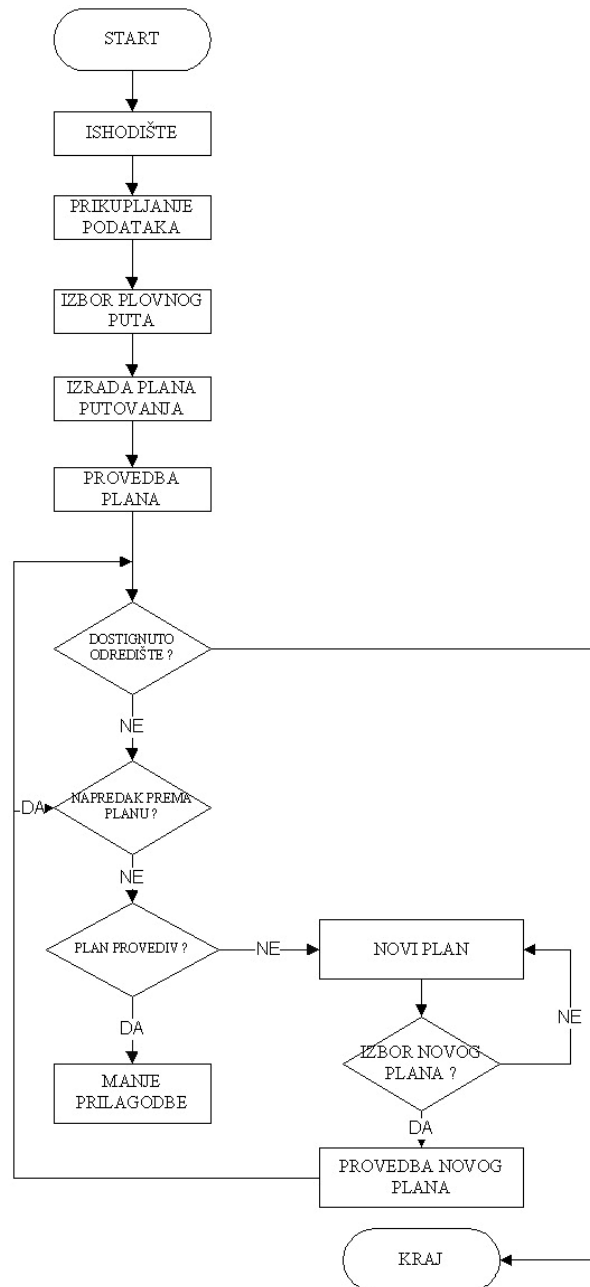 START
ISHODIŠTE
PRIKUPLJANJE
PODATAKA
IZBOR PLOVNOG
PUTA
IZRADA PLANA
PUTOVANJA
PROVEDBA
PLANA
DOSTIGNUTO
ODREDIŠTE ?
NE
NAPREDAK PREMA
PLANU ?
DA
NE
PLAN PROVEDIV ?
NE
NOVI PLAN
DA
NE
IZBOR NOVOG
PLANA ?
MANJE
PRILAGODBE
DA
PROVEDBA NOVOG
PLANA
KRAJ